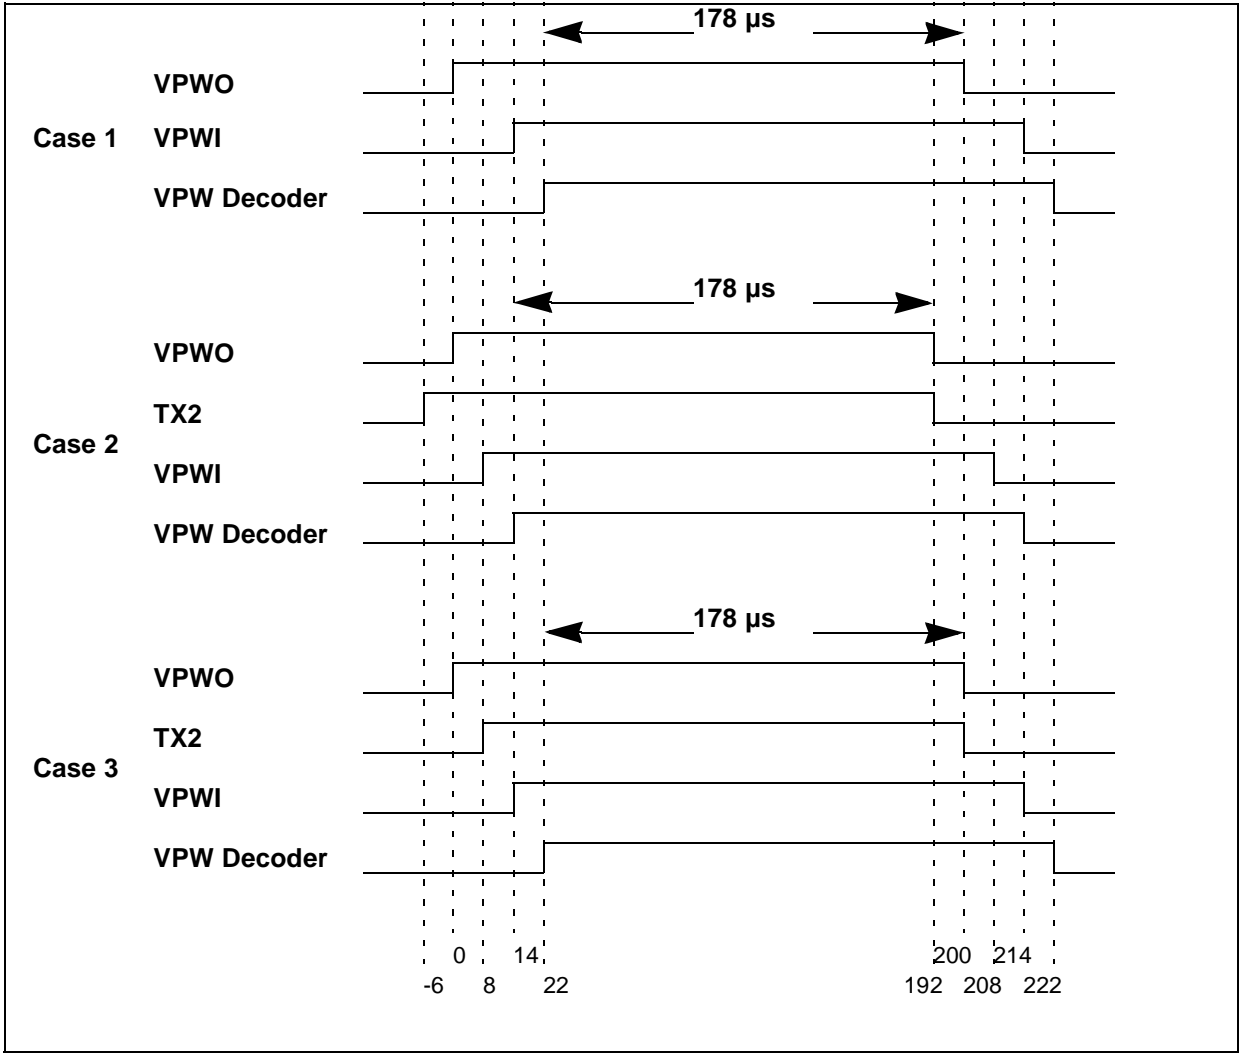 178 µs
VPWO
Case 1 VPWI
VPW Decoder
178 µs
VPWO
TX2
Case 2
VPWI
VPW Decoder
178 µs
VPWO
TX2
Case 3
VPWI
VPW Decoder
0 14 200 214
-6 8 22 192 208 222